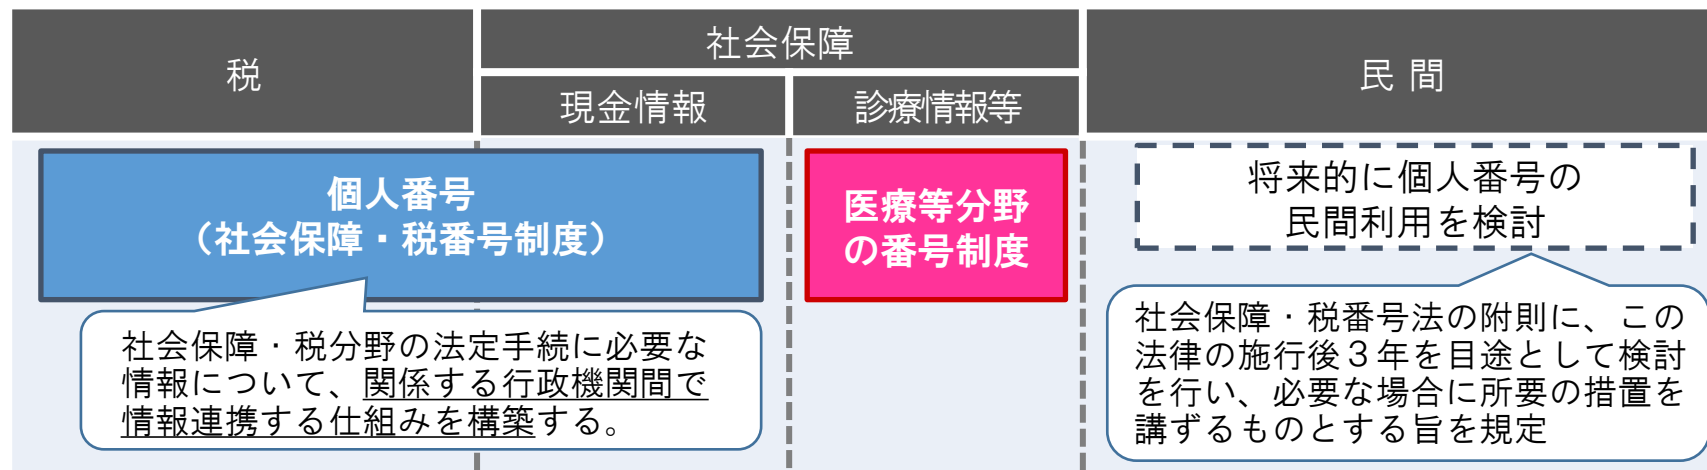 税
社会保障
現金情報
診療情報等
民 間
個人番号
（社会保障・税番号制度）
医療等分野
の番号制度
将来的に個人番号の
民間利用を検討
社会保障・税分野の法定手続に必要な
情報について、関係する行政機関間で
情報連携する仕組みを構築する。
社会保障・税番号法の附則に、この
法律の施行後３年を目途として検討
を行い、必要な場合に所要の措置を
講ずるものとする旨を規定